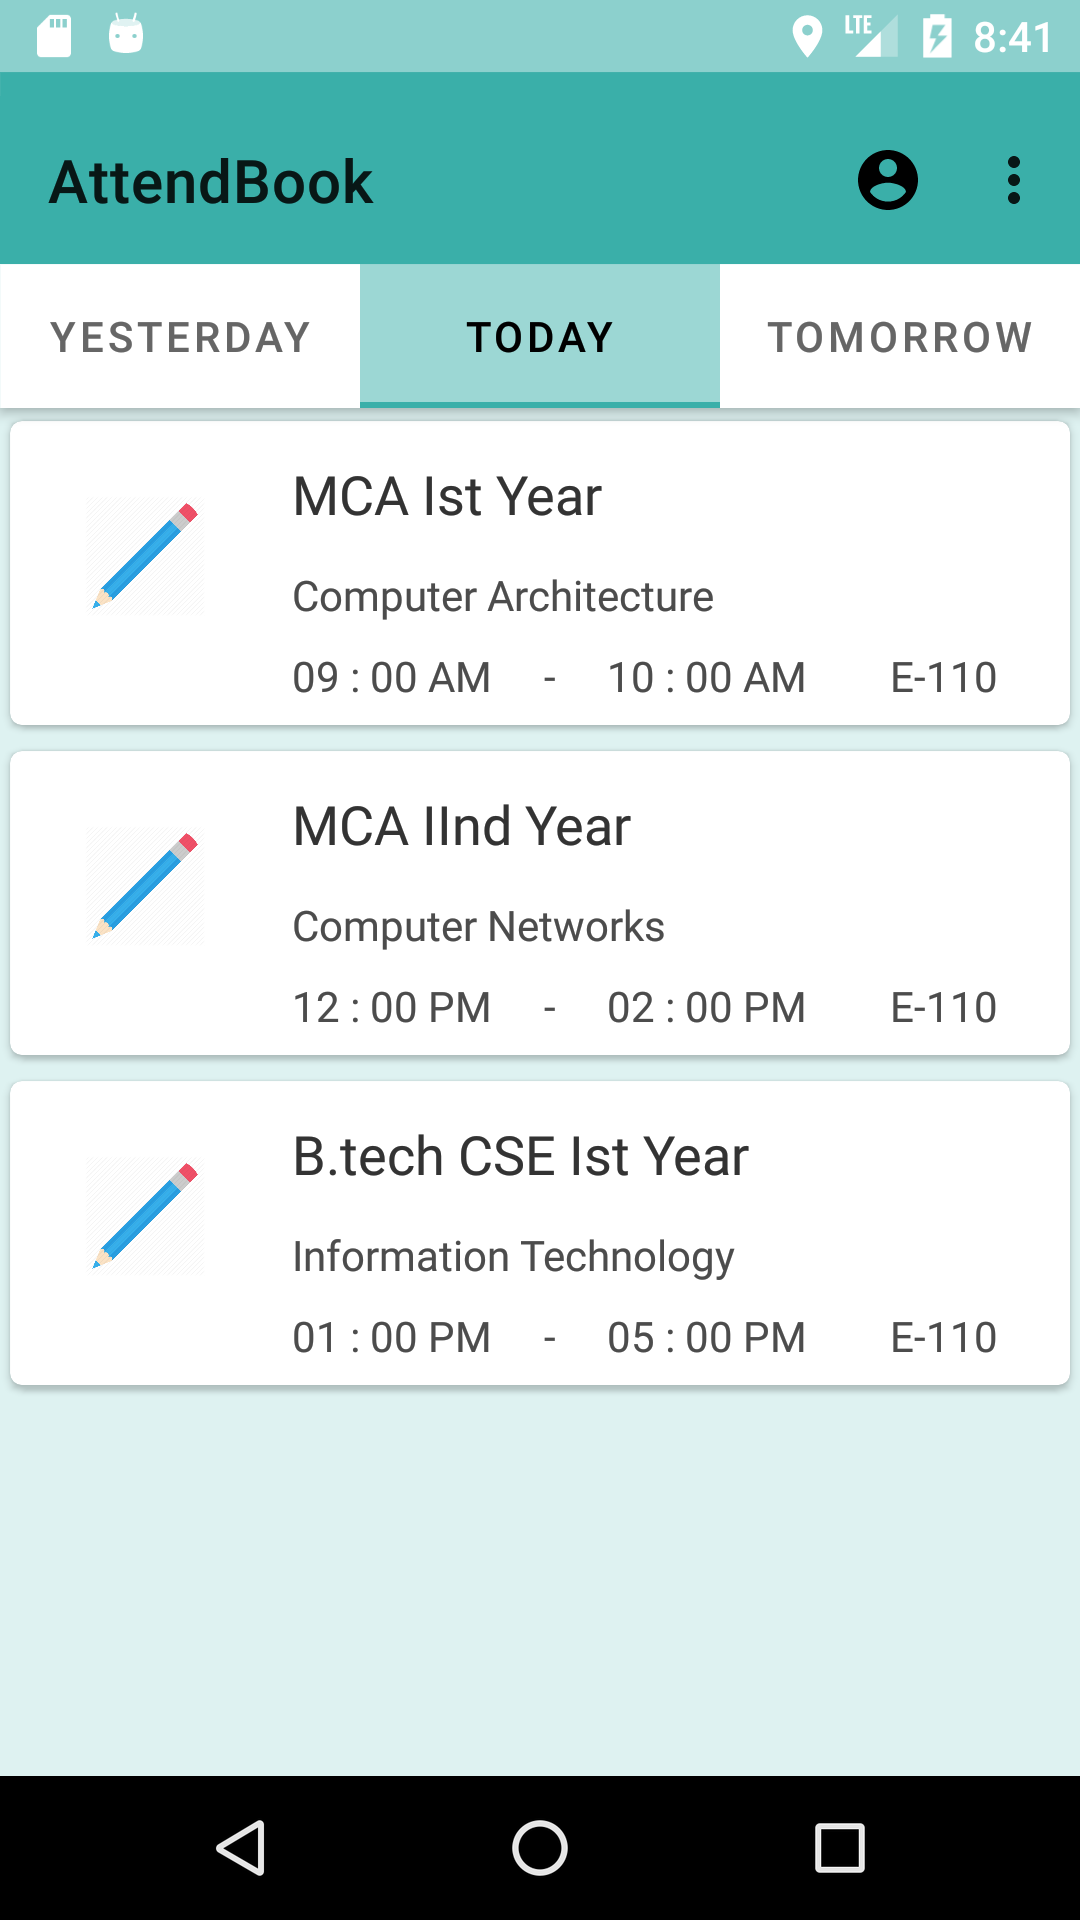 LTE 8:41
AttendBook
YESTERDAY TODAY TOMORROW
MCA Ist Year
Computer Architecture
09 : 00 AM - 10 : 00 AM E-110
MCA IInd Year
Computer Networks
12 : 00 PM - 02 : 00 PM E-110
B.tech CSE Ist Year
Information Technology
01 : 00 PM - 05 : 00 PM E-110